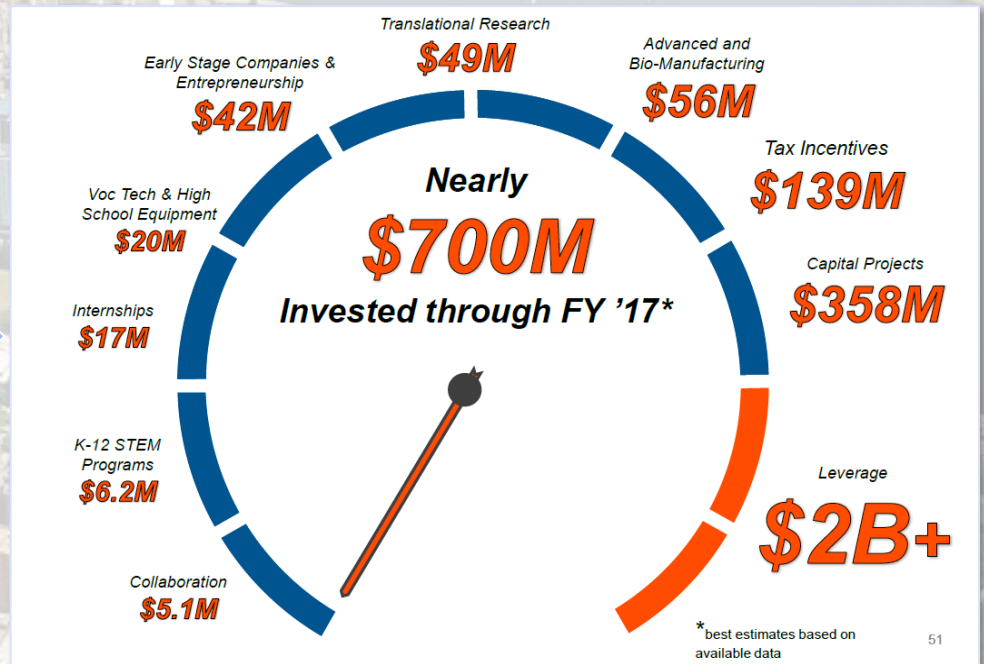 Translational Research
$49M
Early Stage Companies &
Entrepreneurship
$42M
Advanced and
Bio-Manufacturing
$56M
Tax Incentives
$139M
Voc Tech & High
School Equipment
$20M
Nearly
$700M
Invested through FY '17*
Capital Projects
$358M
Internships
$17M
K-12 STEM
Programs
$6.2M
Leverage
$2B+
Collaboration
$5.1M
*best estimates based on
available data
51